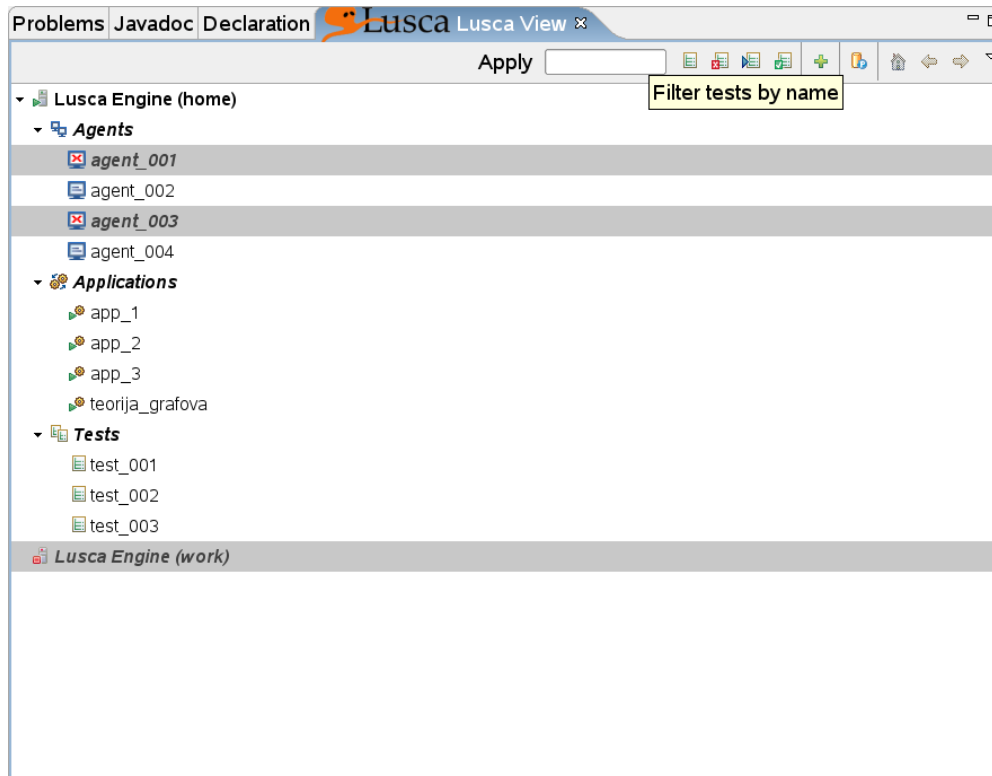 Problems Javadoc Declaration Lusca Lusca View
Apply
Filter tests by name
Lusca Engine (home)
Agents
agent_001
agent_002
agent_003
agent_004
Applications
app_1
app_2
app_3
teorija_grafova
Tests
test_001
test_002
test_003
Lusca Engine (work)